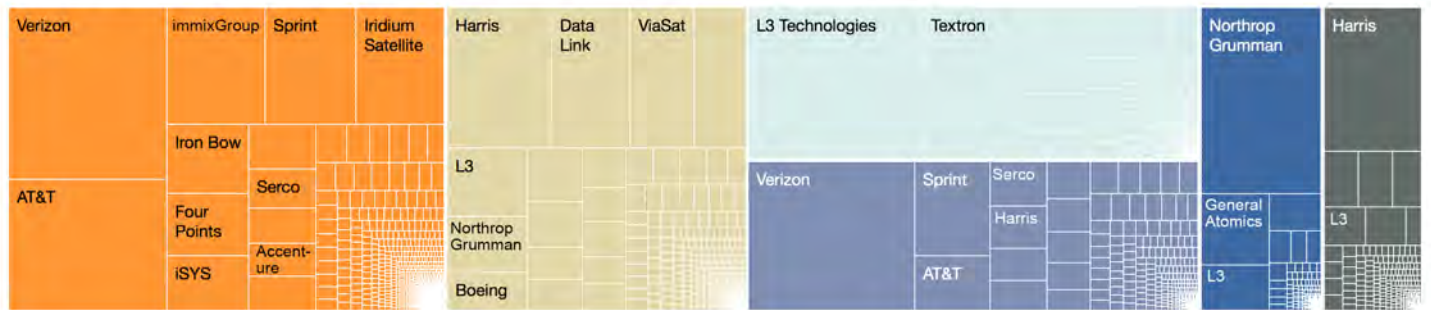 Verizon
immixGroup
Sprint
Iridium
Satellite
Iron Bow
AT&T
Serco
Four
Points
Accent-
ure
iSYS
Harris
Data
Link
ViaSat
L3
Northrop
Grumman
Boeing
L3 Technologies
Textron
Verizon
Sprint
Serco
Harris
AT&T
Northrop
Grumman
General
Atomics
L3
Harris
L3